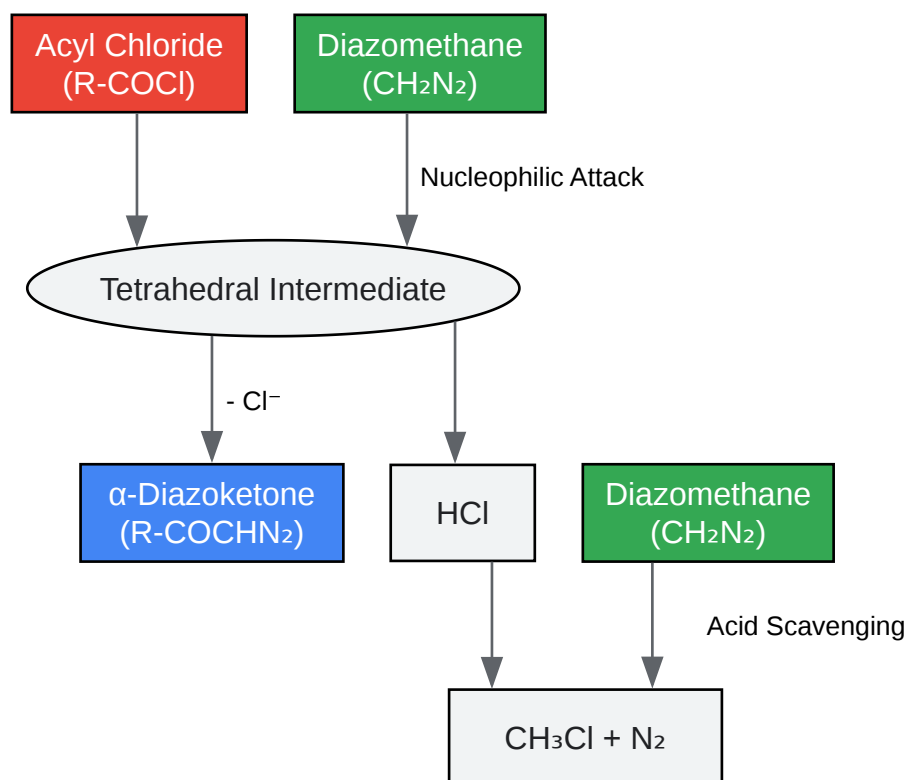 Acyl Chloride
(R-COCl)
Diazomethane
(CH₂N₂)
Nucleophilic Attack
Tetrahedral Intermediate
- Cl⁻
α-Diazoketone
(R-COCHN₂)
HCl
Diazomethane
(CH₂N₂)
Acid Scavenging
CH₃Cl + N₂